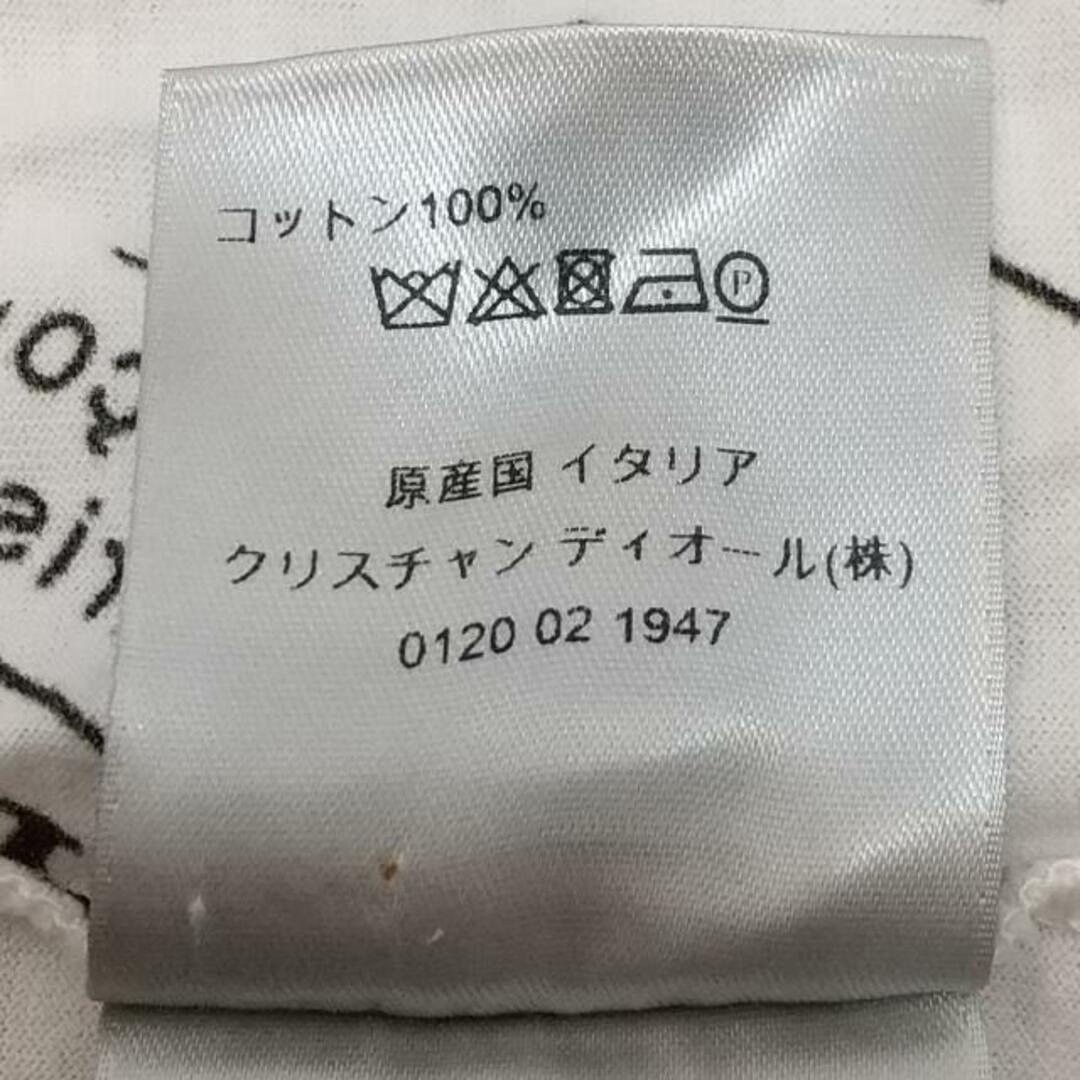 コットン100%
P
原産国 イタリア
クリスチャン ディオール(株)
0120 02 1947